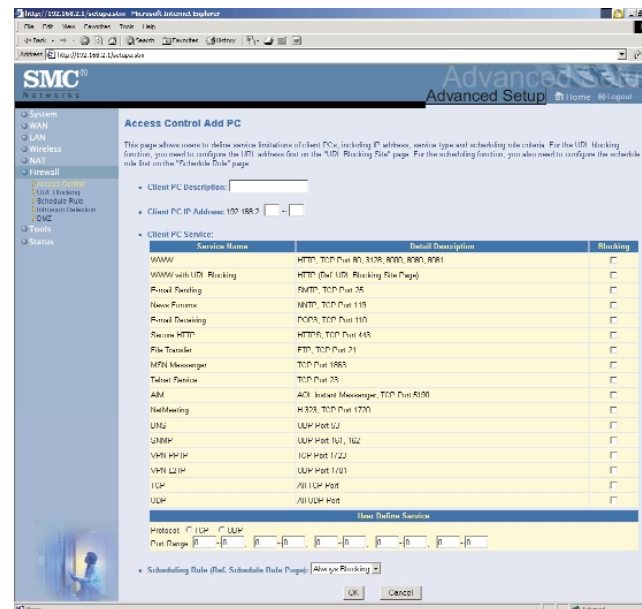 http://192.168.2.1/setupa.stm - Microsoft Internet Explorer
File Edit View Favorites Tools Help
Back Search Favorites History
Address http://192.168.2.1/setupa.stm
SMC®
Networks
Advanced Setup
Advanced Setup Home Logout
System
WAN
LAN
Wireless
NAT
Firewall
Access Control
URL Blocking
Schedule Rule
Intrusion Detection
DMZ
Tools
Status
Access Control Add PC
This page allows users to define service limitations of client PCs, including IP address, service type and scheduling rule criteria. For the URL blocking
function, you need to configure the URL address first on the "URL Blocking Site" page. For the scheduling function, you also need to configure the schedule
rule first on the "Schedule Rule" page.
Client PC Description:
Client PC IP Address: 192.168.2. ~
Client PC Service:
Service Name Detail Description Blocking
WWW HTTP, TCP Port 80, 3128, 8000, 8080, 8081
WWW with URL Blocking HTTP (Ref. URL Blocking Site Page)
E-mail Sending SMTP, TCP Port 25
News Forums NNTP, TCP Port 119
E-mail Receiving POP3, TCP Port 110
Secure HTTP HTTPS, TCP Port 443
File Transfer FTP, TCP Port 21
MSN Messenger TCP Port 1863
Telnet Service TCP Port 23
AIM AOL Instant Messenger, TCP Port 5190
NetMeeting H.323, TCP Port 1720
DNS UDP Port 53
SNMP UDP Port 161, 162
VPN-PPTP TCP Port 1723
VPN-L2TP UDP Port 1701
TCP All TCP Port
UDP All UDP Port
User Define Service
Protocol: TCP UDP
Port Range: 0 ~ 0 , 0 ~ 0 , 0 ~ 0 , 0 ~ 0 , 0 ~ 0
Scheduling Rule (Ref. Schedule Rule Page): Always Blocking
OK Cancel
Internet